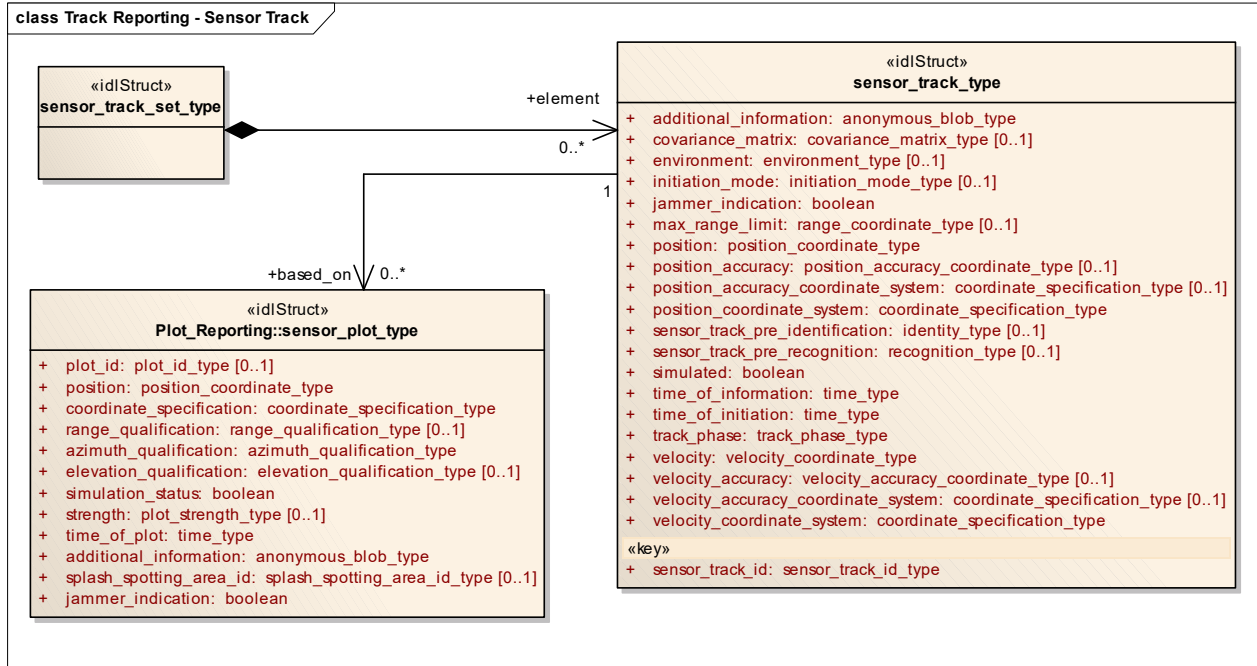 class Track Reporting - Sensor Track
«idlStruct»
sensor_track_set_type
+element
0..*
«idlStruct»
sensor_track_type
+ additional_information: anonymous_blob_type
+ covariance_matrix: covariance_matrix_type [0..1]
+ environment: environment_type [0..1]
+ initiation_mode: initiation_mode_type [0..1]
+ jammer_indication: boolean
+ max_range_limit: range_coordinate_type [0..1]
+ position: position_coordinate_type
+ position_accuracy: position_accuracy_coordinate_type [0..1]
+ position_accuracy_coordinate_system: coordinate_specification_type [0..1]
+ position_coordinate_system: coordinate_specification_type
+ sensor_track_pre_identification: identity_type [0..1]
+ sensor_track_pre_recognition: recognition_type [0..1]
+ simulated: boolean
+ time_of_information: time_type
+ time_of_initiation: time_type
+ track_phase: track_phase_type
+ velocity: velocity_coordinate_type
+ velocity_accuracy: velocity_accuracy_coordinate_type [0..1]
+ velocity_accuracy_coordinate_system: coordinate_specification_type [0..1]
+ velocity_coordinate_system: coordinate_specification_type
«key»
+ sensor_track_id: sensor_track_id_type
1
+based_on
0..*
«idlStruct»
Plot_Reporting::sensor_plot_type
+ plot_id: plot_id_type [0..1]
+ position: position_coordinate_type
+ coordinate_specification: coordinate_specification_type
+ range_qualification: range_qualification_type [0..1]
+ azimuth_qualification: azimuth_qualification_type
+ elevation_qualification: elevation_qualification_type [0..1]
+ simulation_status: boolean
+ strength: plot_strength_type [0..1]
+ time_of_plot: time_type
+ additional_information: anonymous_blob_type
+ splash_spotting_area_id: splash_spotting_area_id_type [0..1]
+ jammer_indication: boolean